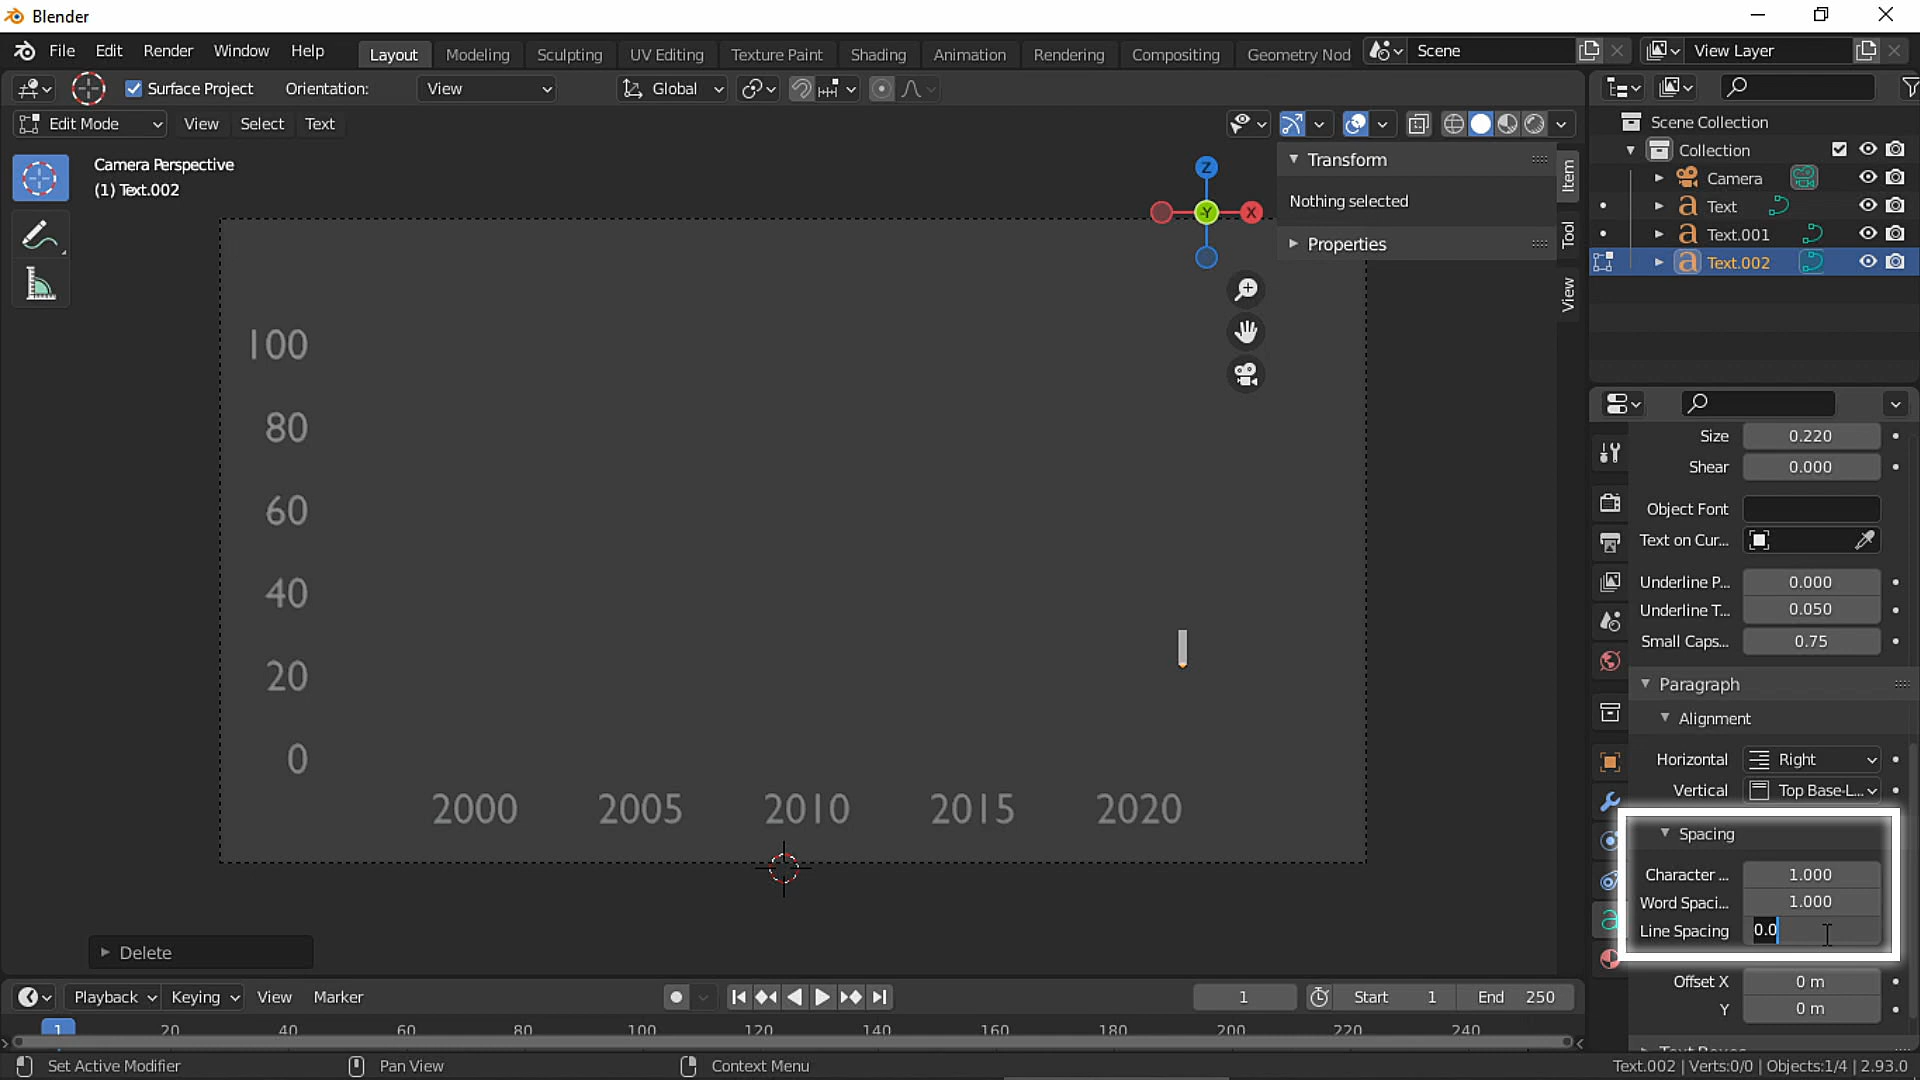 Blender
File Edit Render Window Help
Layout Modeling Sculpting UV Editing Texture Paint Shading Animation Rendering Compositing Geometry Nod
Scene View Layer
Surface Project Orientation: View Global
Edit Mode View Select Text
Camera Perspective
(1) Text.002
Z
Y
X
Transform
Nothing selected
Properties
Item
Tool
View
Scene Collection
Collection
Camera
Text
Text.001
Text.002
100
80
60
40
20
0
2000 2005 2010 2015 2020
Size 0.220
Shear 0.000
Object Font
Text on Cur...
Underline P... 0.000
Underline T... 0.050
Small Caps... 0.75
Paragraph
Alignment
Horizontal Right
Vertical Top Base-L...
Spacing
Character ... 1.000
Word Spaci... 1.000
Line Spacing 0.0
Offset X 0 m
Y 0 m
Delete
Playback Keying View Marker
1 Start 1 End 250
1 20 40 60 80 100 120 140 160 180 200 220 240
Set Active Modifier Pan View Context Menu
Text.002 | Verts:0/0 | Objects:1/4 | 2.93.0